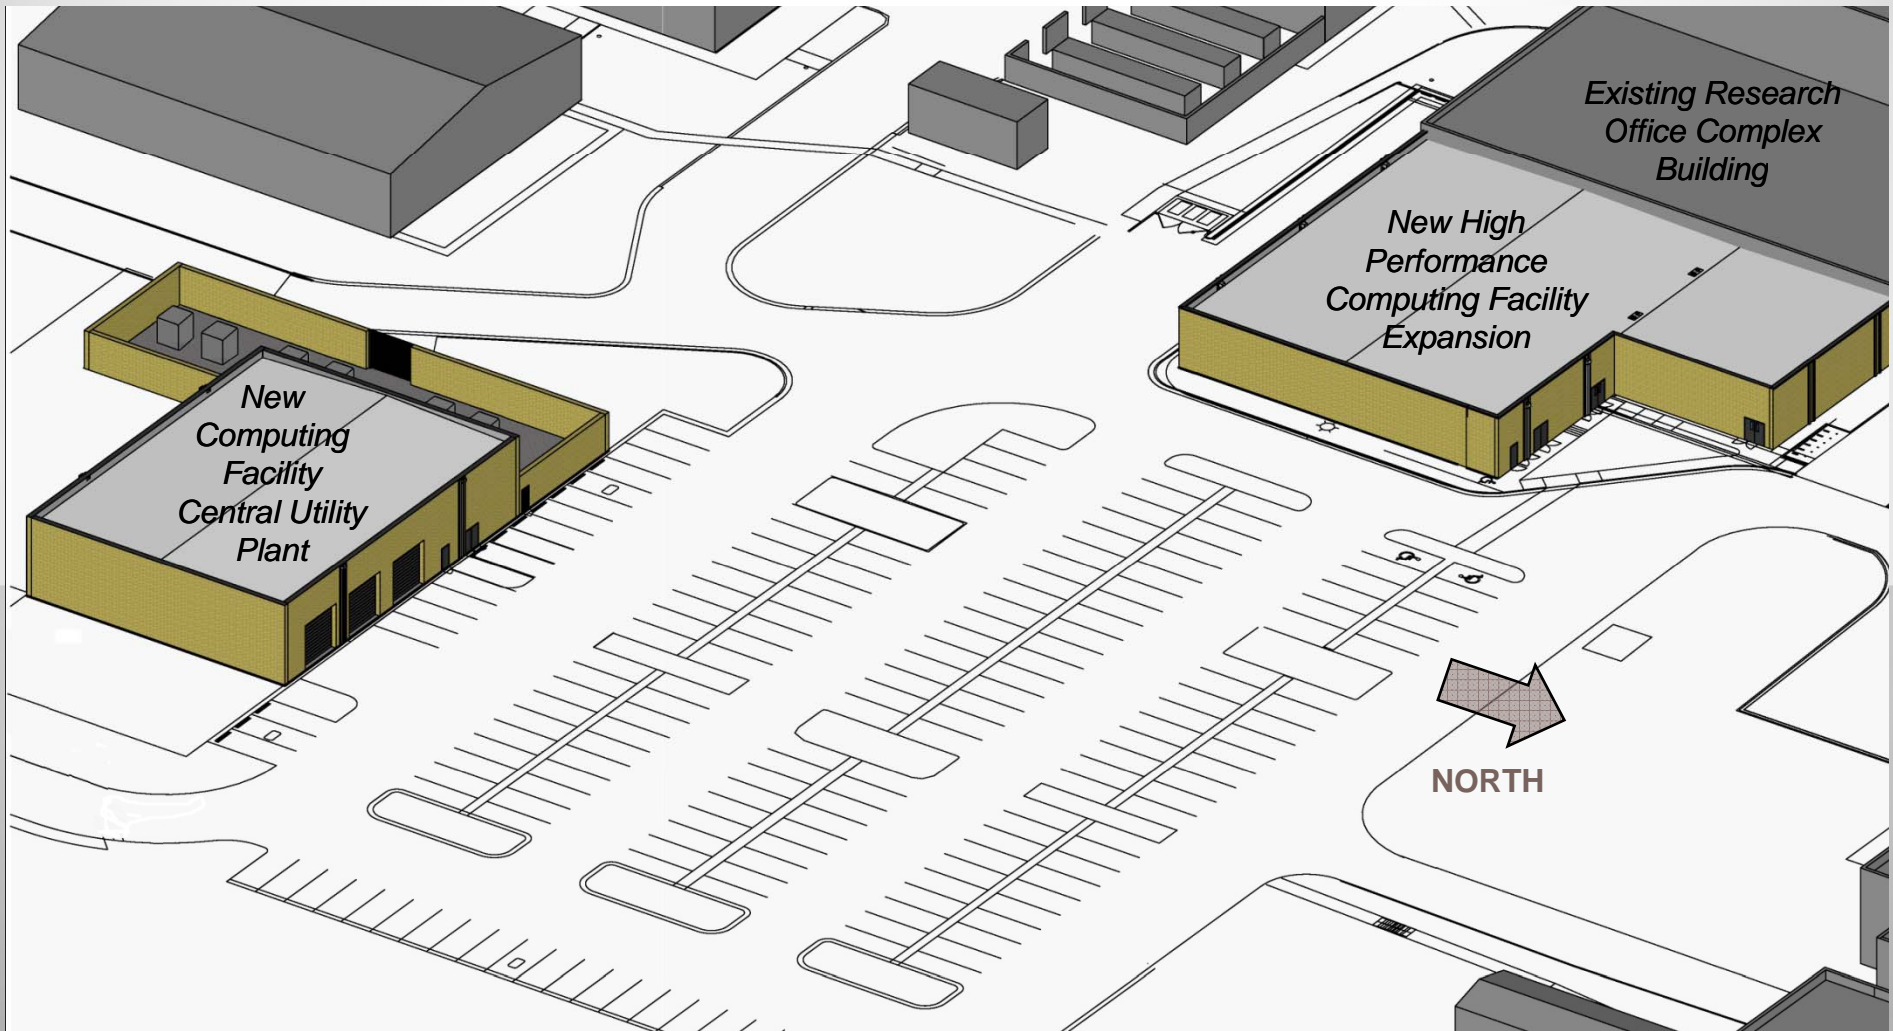 Existing Research
Office Complex
Building
New High
Performance
Computing Facility
Expansion
New
Computing
Facility
Central Utility
Plant
NORTH